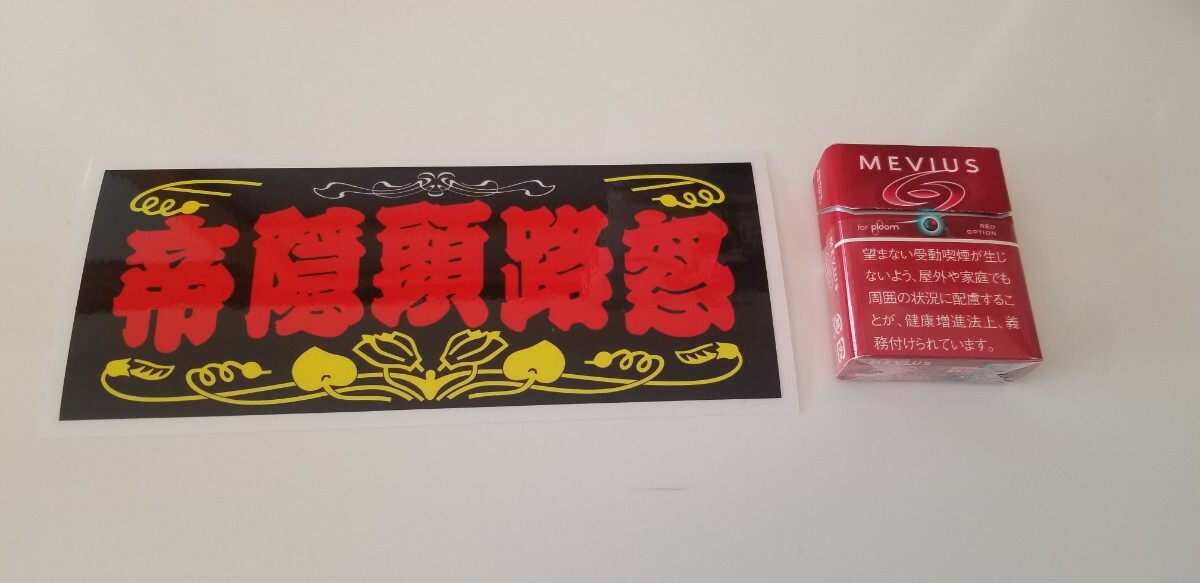 帝隠頭路怒
MEVIUS
for ploom
RED
OPTION
望まない受動喫煙が生じ
ないよう、屋外や家庭でも
周囲の状況に配慮するこ
とが、健康増進法上、義
務付けられています。
MEVIUS
MEVIUS